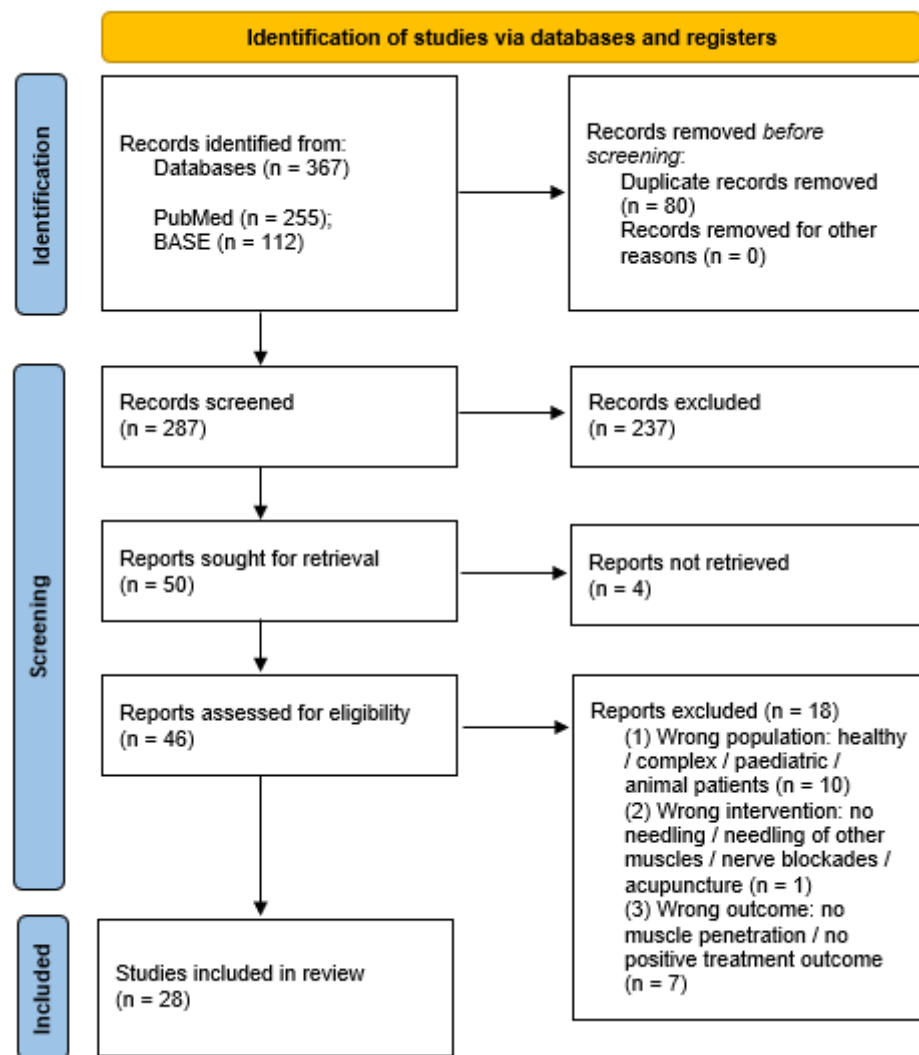 Identification of studies via databases and registers
Identification
Records identified from:
Databases (n = 367)
PubMed (n = 255);
BASE (n = 112)
Records removed before
screening:
Duplicate records removed
(n = 80)
Records removed for other
reasons (n = 0)
Screening
Records screened
(n = 287)
Records excluded
(n = 237)
Reports sought for retrieval
(n = 50)
Reports not retrieved
(n = 4)
Reports assessed for eligibility
(n = 46)
Reports excluded (n = 18)
(1) Wrong population: healthy
/ complex / paediatric /
animal patients (n = 10)
(2) Wrong intervention: no
needling / needling of other
muscles / nerve blockades /
acupuncture (n = 1)
(3) Wrong outcome: no
muscle penetration / no
positive treatment outcome
(n = 7)
Included
Studies included in review
(n = 28)